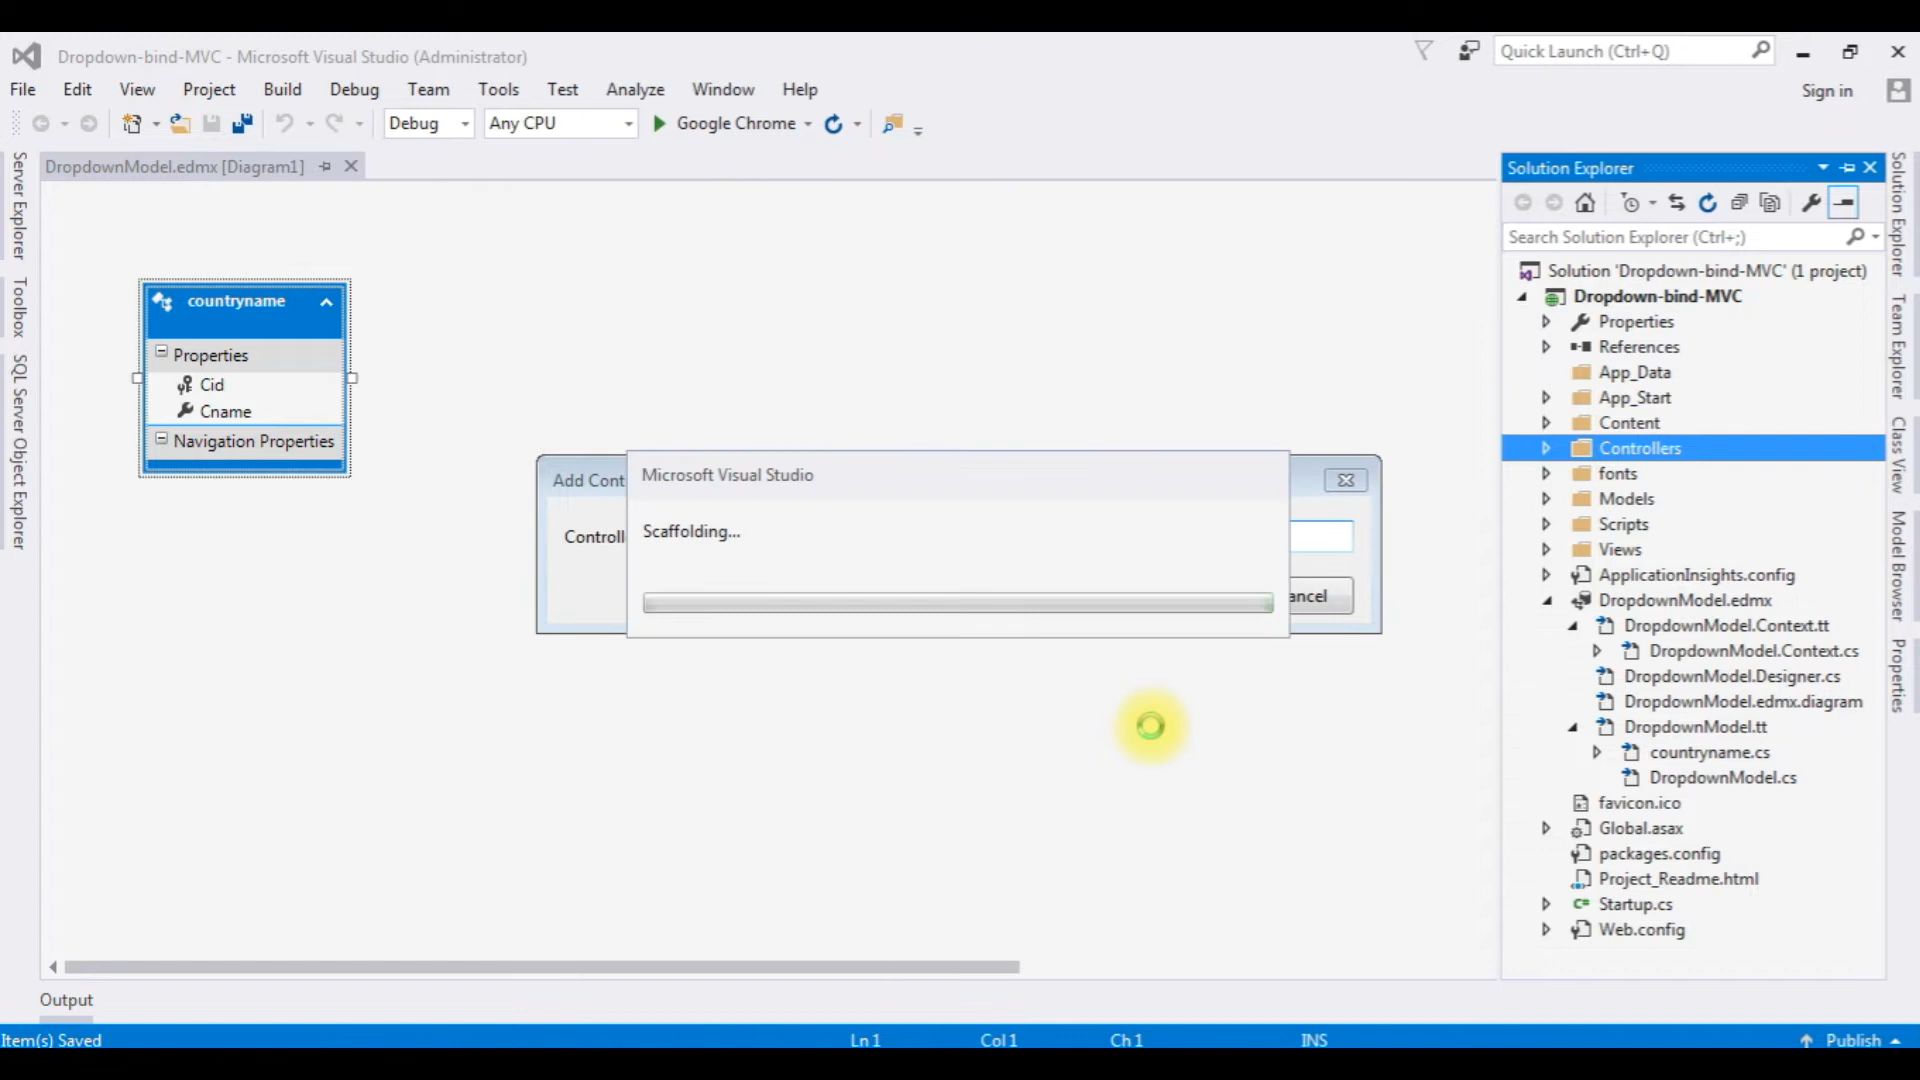 Dropdown-bind-MVC - Microsoft Visual Studio (Administrator)
Quick Launch (Ctrl+Q)
File Edit View Project Build Debug Team Tools Test Analyze Window Help
Sign in
Debug Any CPU Google Chrome
DropdownModel.edmx [Diagram1]
Server Explorer
Toolbox
SQL Server Object Explorer
countryname
Properties
Cid
Cname
Navigation Properties
Add Cont
Controll
ancel
Microsoft Visual Studio
Scaffolding...
Solution Explorer
Search Solution Explorer (Ctrl+;)
Solution 'Dropdown-bind-MVC' (1 project)
Dropdown-bind-MVC
Properties
References
App_Data
App_Start
Content
Controllers
fonts
Models
Scripts
Views
ApplicationInsights.config
DropdownModel.edmx
DropdownModel.Context.tt
DropdownModel.Context.cs
DropdownModel.Designer.cs
DropdownModel.edmx.diagram
DropdownModel.tt
countryname.cs
DropdownModel.cs
favicon.ico
Global.asax
packages.config
Project_Readme.html
C# Startup.cs
Web.config
Solution Explorer
Team Explorer
Class View
Model Browser
Properties
Output
Item(s) Saved
Ln 1 Col 1 Ch 1 INS
Publish